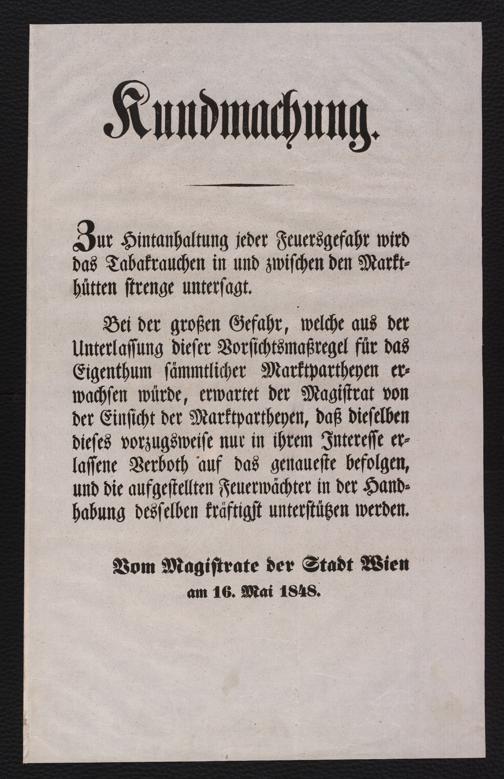 Kundmachung.
Zur Hintanhaltung jeder Feuersgefahr wird
das Tabakrauchen in und zwischen den Markt-
hütten strenge untersagt.
Bei der großen Gefahr, welche aus der
Unterlassung dieser Vorsichtsmaßregel für das
Eigenthum sämmtlicher Marktpartheyen er-
wachsen würde, erwartet der Magistrat von
der Einsicht der Marktpartheyen, daß dieselben
dieses vorzugsweise nur in ihrem Interesse er-
lassene Verboth auf das genaueste befolgen,
und die aufgestellten Feuerwächter in der Hand-
habung desselben kräftigst unterstützen werden.
Vom Magistrate der Stadt Wien
am 16. Mai 1848.